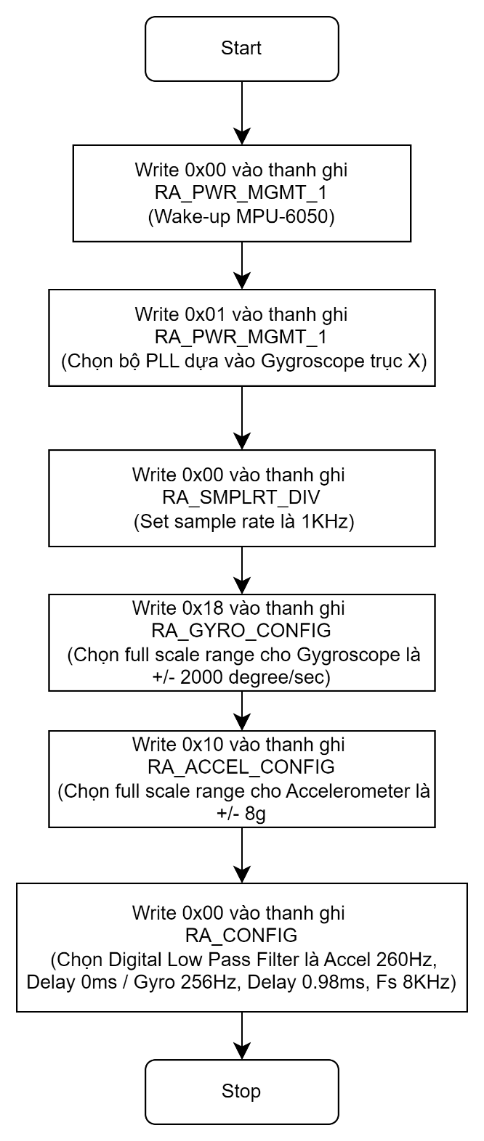 Start
Write 0x00 vào thanh ghi
RA_PWR_MGMT_1
(Wake-up MPU-6050)
Write 0x01 vào thanh ghi
RA_PWR_MGMT_1
(Chọn bộ PLL dựa vào Gygroscope trục X)
Write 0x00 vào thanh ghi
RA_SMPLRT_DIV
(Set sample rate là 1KHz)
Write 0x18 vào thanh ghi
RA_GYRO_CONFIG
(Chọn full scale range cho Gygroscope là
+/- 2000 degree/sec)
Write 0x10 vào thanh ghi
RA_ACCEL_CONFIG
(Chọn full scale range cho Accelerometer là
+/- 8g
Write 0x00 vào thanh ghi
RA_CONFIG
(Chọn Digital Low Pass Filter là Accel 260Hz,
Delay 0ms / Gyro 256Hz, Delay 0.98ms, Fs 8KHz)
Stop